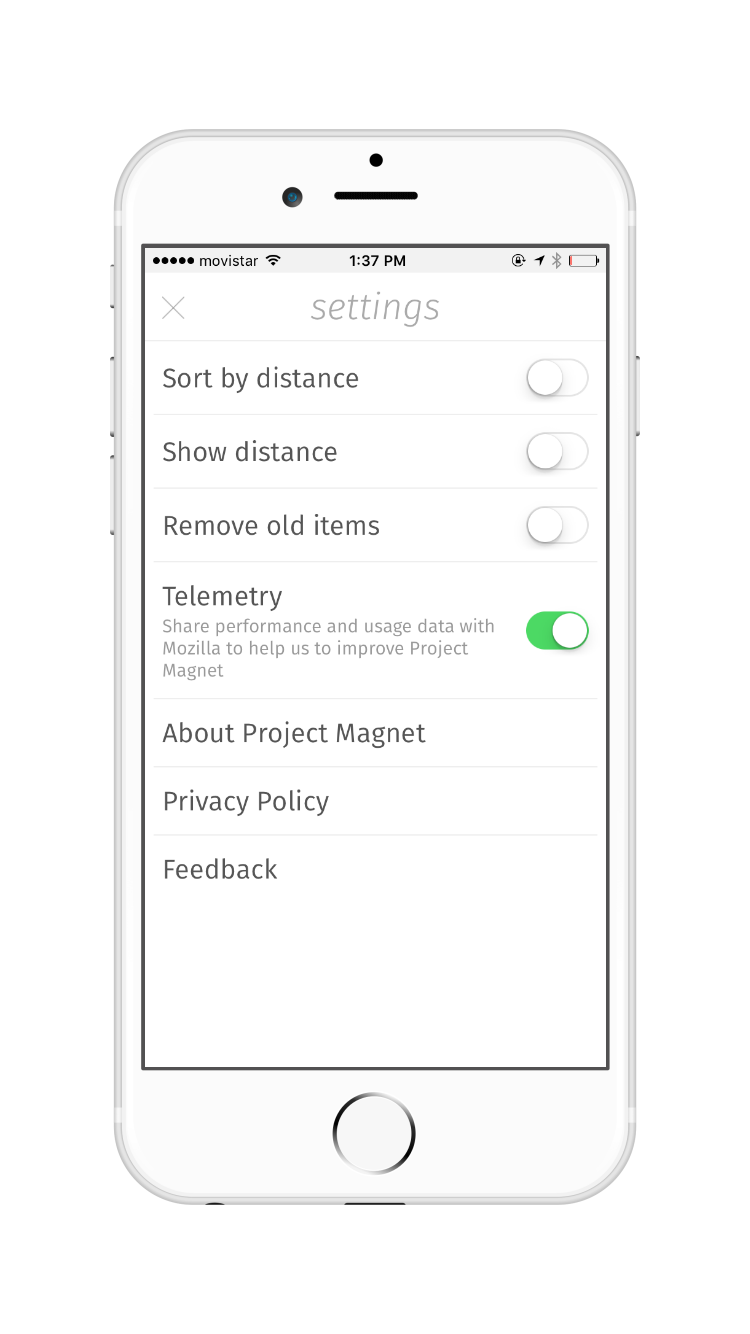 movistar 1:37 PM
settings
Sort by distance
Show distance
Remove old items
Telemetry
Share performance and usage data with
Mozilla to help us to improve Project
Magnet
About Project Magnet
Privacy Policy
Feedback